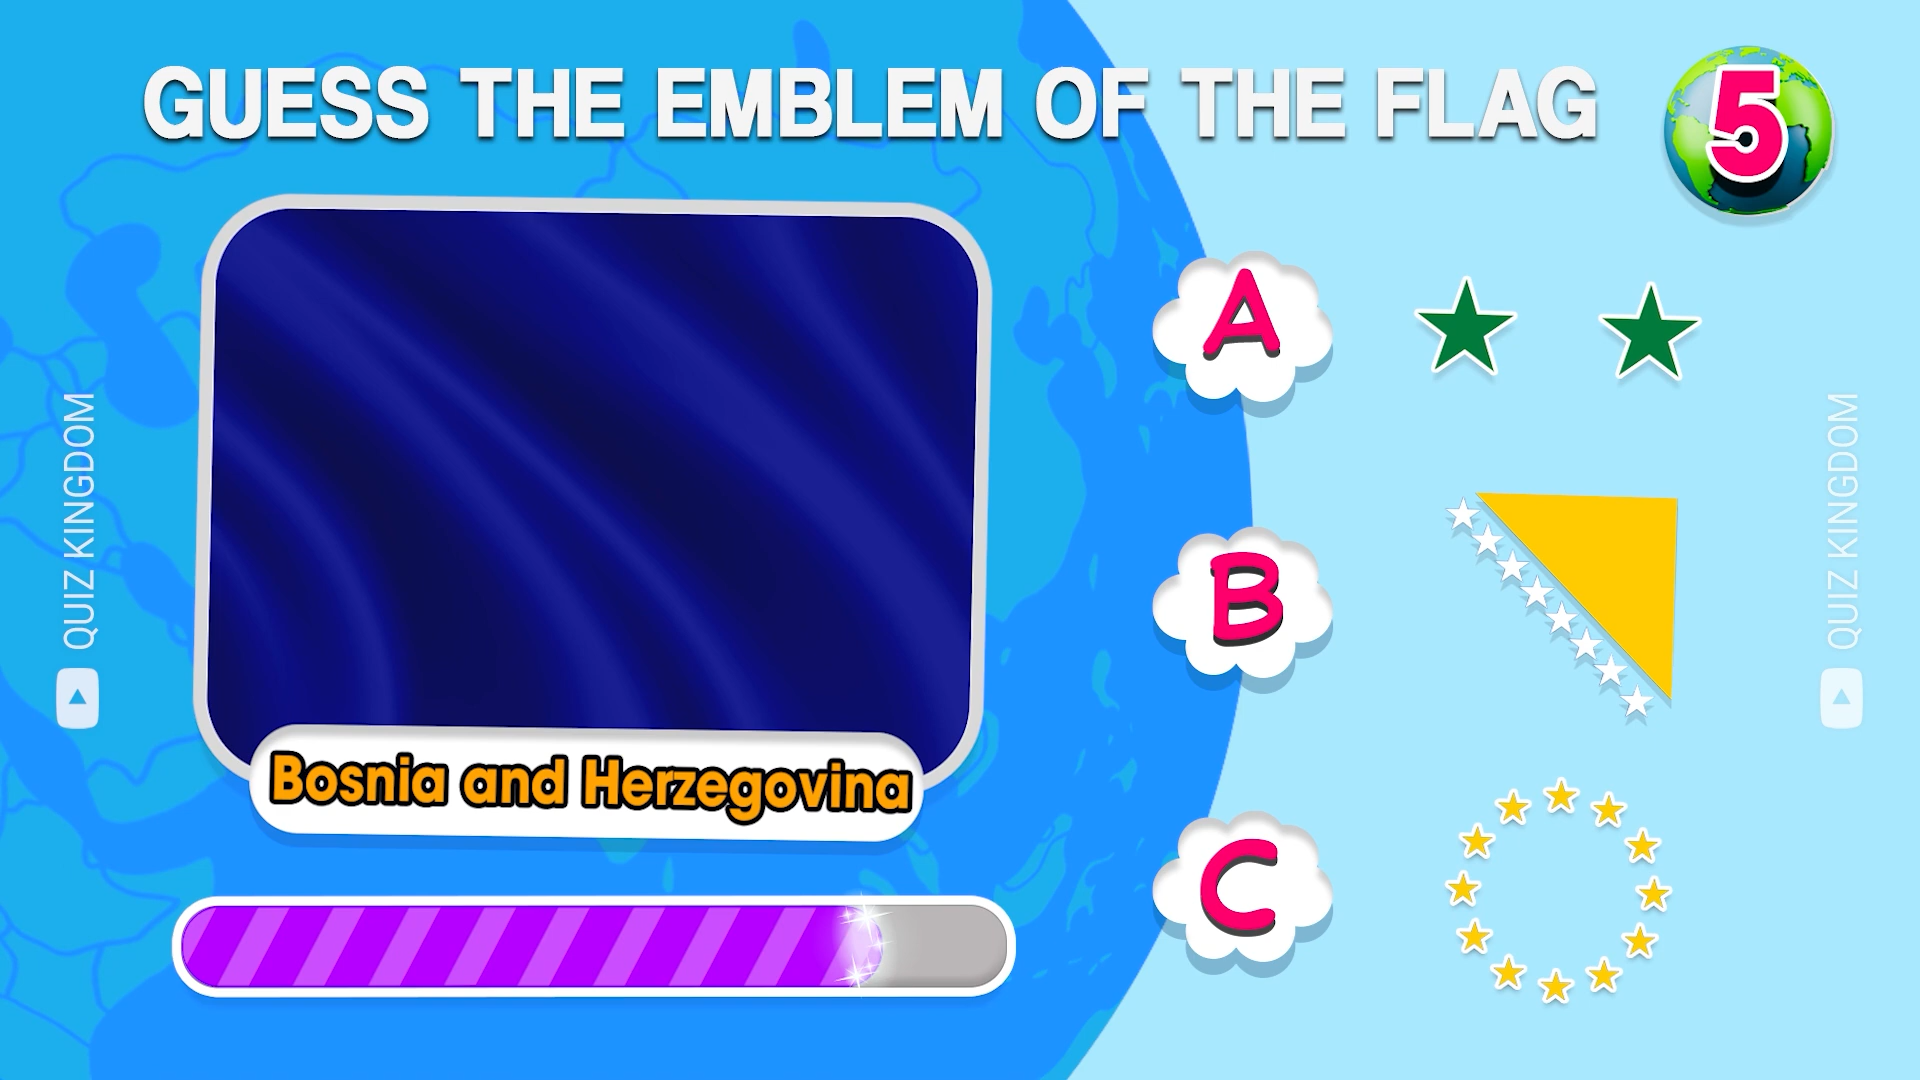 GUESS THE EMBLEM OF THE FLAG
5
A
B
C
Bosnia and Herzegovina
QUIZ KINGDOM
QUIZ KINGDOM